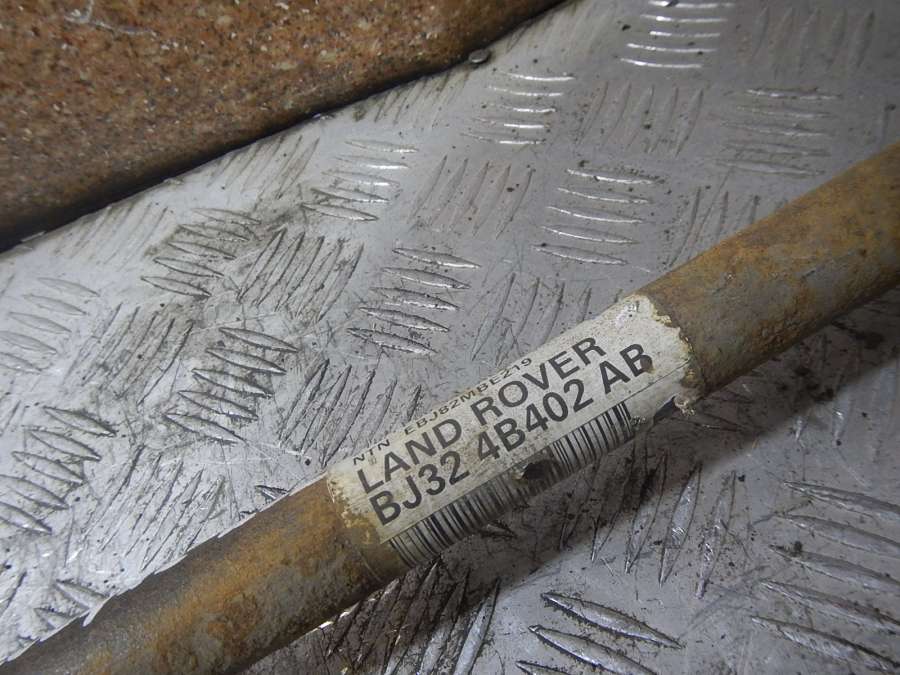 NTN EBJ82MBE219
LAND ROVER
BJ32 4B402 AB